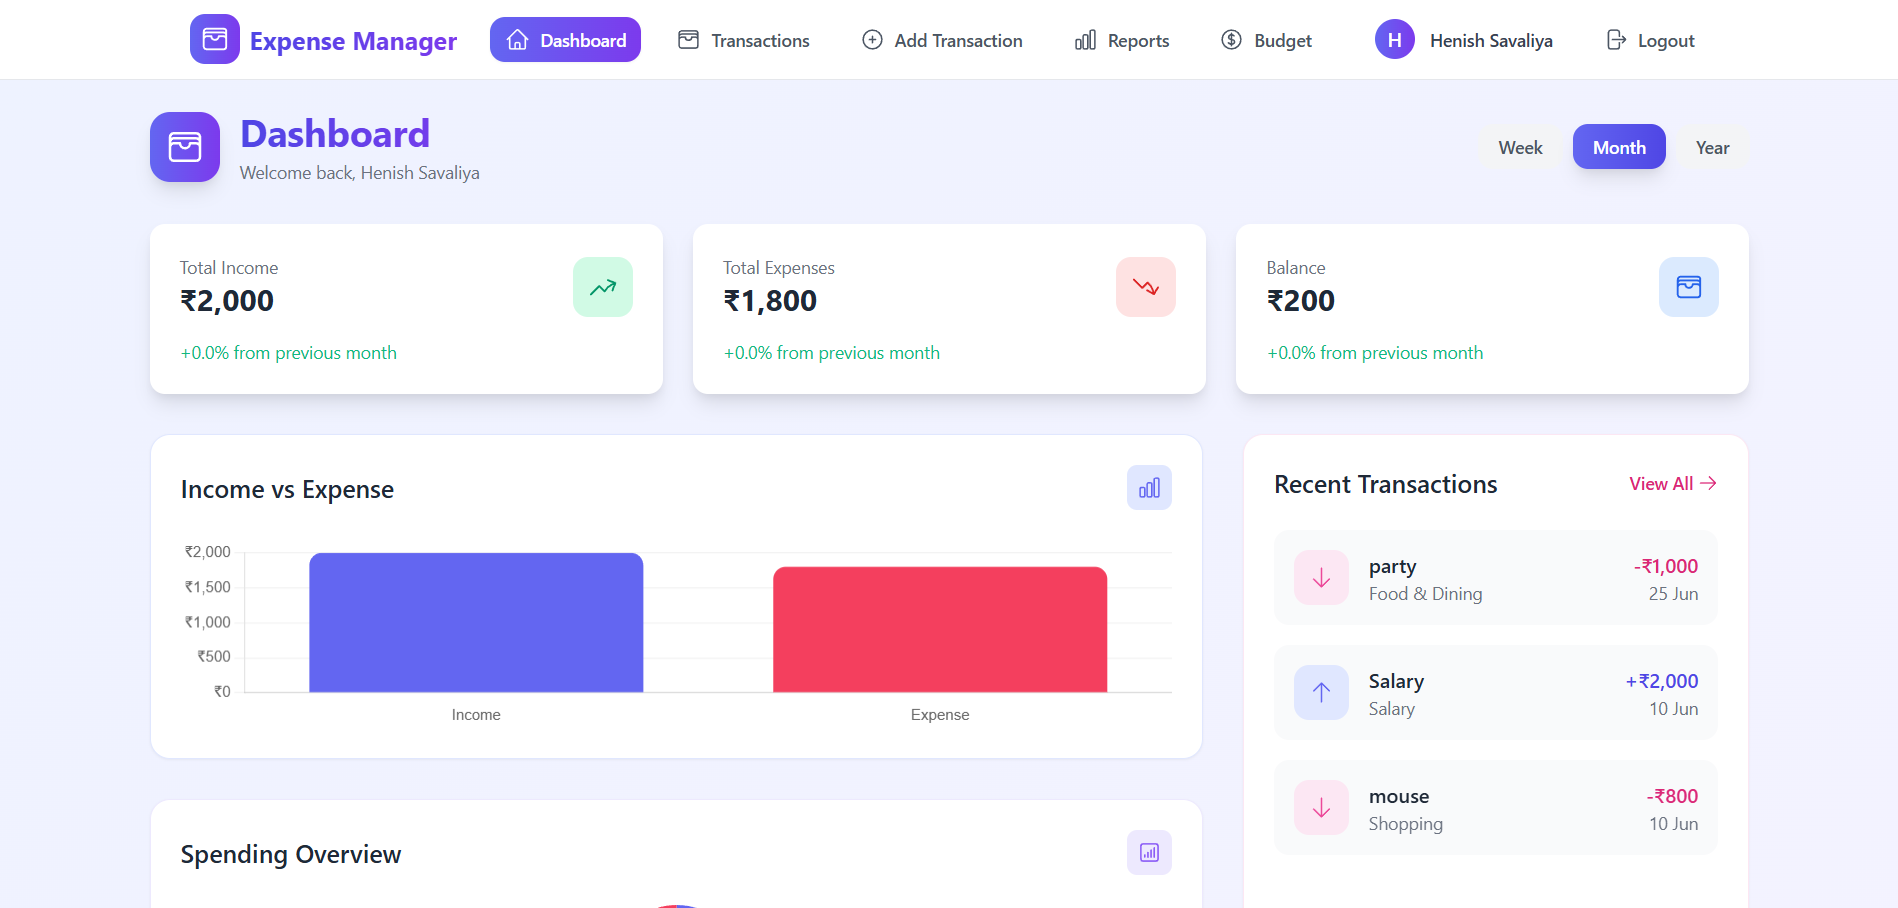 Expense Manager
Dashboard
Transactions
Add Transaction
Reports
Budget
H
Henish Savaliya
Logout
Dashboard
Welcome back, Henish Savaliya
Week
Month
Year
Total Income
₹2,000
+0.0% from previous month
Total Expenses
₹1,800
+0.0% from previous month
Balance
₹200
+0.0% from previous month
Income vs Expense
₹2,000
₹1,500
₹1,000
₹500
₹0
Income
Expense
Recent Transactions
View All
party
-₹1,000
Food & Dining
25 Jun
Salary
+₹2,000
Salary
10 Jun
mouse
-₹800
Shopping
10 Jun
Spending Overview